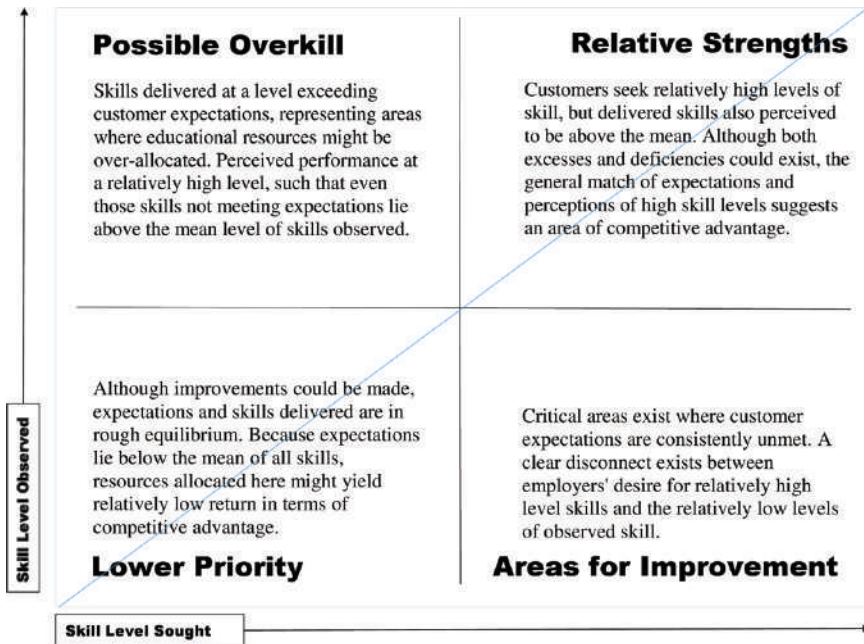 Possible Overkill
Skills delivered at a level exceeding
customer expectations, representing areas
where educational resources might be
over-allocated. Perceived performance at
a relatively high level, such that even
those skills not meeting expectations lie
above the mean level of skills observed.
Relative Strengths
Customers seek relatively high levels of
skill, but delivered skills also perceived
to be above the mean. Although both
excesses and deficiencies could exist, the
general match of expectations and
perceptions of high skill levels suggests
an area of competitive advantage.
Although improvements could be made,
expectations and skills delivered are in
rough equilibrium. Because expectations
lie below the mean of all skills,
resources allocated here might yield
relatively low return in terms of
competitive advantage.
Lower Priority
Critical areas exist where customer
expectations are consistently unmet. A
clear disconnect exists between
employers' desire for relatively high
level skills and the relatively low levels
of observed skill.
Areas for Improvement
Skill Level Observed
Skill Level Sought